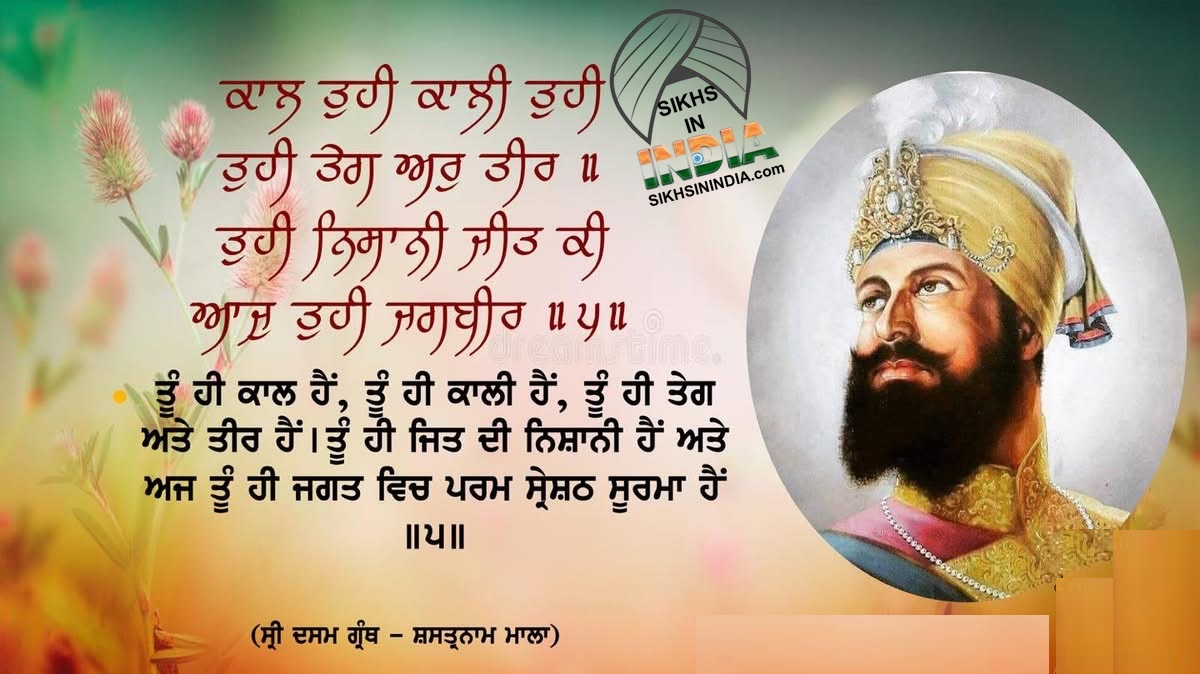 ਕਾਲ ਤੁਹੀ ਕਾਲੀ ਤੁਹੀ
ਤੁਹੀ ਤੇਗ ਅਰੁ ਤੀਰ ॥
ਤੁਹੀ ਨਿਸਾਨੀ ਜੀਤ ਕੀ
ਆਜੁ ਤੁਹੀ ਜਗਬੀਰ ॥੫॥
SIKHS
IN
INDIA
SIKHSININDIA.com
dreamstime.
ਤੂੰ ਹੀ ਕਾਲ ਹੈਂ, ਤੂੰ ਹੀ ਕਾਲੀ ਹੈਂ, ਤੂੰ ਹੀ ਤੇਗ
ਅਤੇ ਤੀਰ ਹੈਂ।ਤੂੰ ਹੀ ਜਿਤ ਦੀ ਨਿਸ਼ਾਨੀ ਹੈਂ ਅਤੇ
ਅਜ ਤੂੰ ਹੀ ਜਗਤ ਵਿਚ ਪਰਮ ਸ੍ਰੇਸ਼ਠ ਸੂਰਮਾ ਹੈਂ
॥੫॥
(ਸ੍ਰੀ ਦਸਮ ਗ੍ਰੰਥ - ਸ਼ਸਤ੍ਰਨਾਮ ਮਾਲਾ)